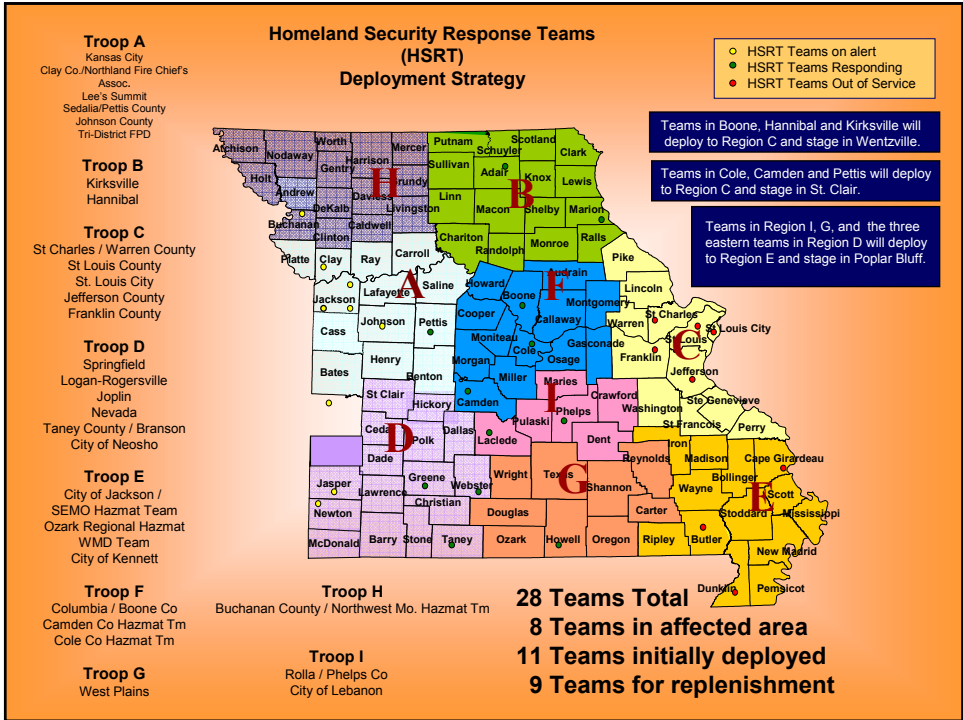 Homeland Security Response Teams
(HSRT)
Deployment Strategy
Troop A
Kansas City
Clay Co./Northland Fire Chief's
Assoc.
Lee's Summit
Sedalia/Pettis County
Johnson County
Tri-District FPD
Troop B
Kirksville
Hannibal
Troop C
St Charles / Warren County
St Louis County
St. Louis City
Jefferson County
Franklin County
Troop D
Springfield
Logan-Rogersville
Joplin
Nevada
Taney County / Branson
City of Neosho
Troop E
City of Jackson /
SEMO Hazmat Team
Ozark Regional Hazmat
WMD Team
City of Kennett
Troop F
Columbia / Boone Co
Camden Co Hazmat Tm
Cole Co Hazmat Tm
Troop G
West Plains
Troop H
Buchanan County / Northwest Mo. Hazmat Tm
Troop I
Rolla / Phelps Co
City of Lebanon
HSRT Teams on alert
HSRT Teams Responding
HSRT Teams Out of Service
Teams in Boone, Hannibal and Kirksville will
deploy to Region C and stage in Wentzville.
Teams in Cole, Camden and Pettis will deploy
to Region C and stage in St. Clair.
Teams in Region I, G, and the three
eastern teams in Region D will deploy
to Region E and stage in Poplar Bluff.
Atchison
Nodaway
Worth
Harrison
Mercer
Gentry
Holt
Andrew
DeKalb
Daviess
Grundy
Livingston
Buchanan
Clinton
Caldwell
H
Putnam
Schuyler
Scotland
Clark
Sullivan
Adair
Knox
Lewis
Linn
Macon
Shelby
Marion
Chariton
Randolph
Monroe
Ralls
B
Platte
Clay
Ray
Carroll
Jackson
Lafayette
Saline
Cass
Johnson
Pettis
Bates
Henry
Benton
A
Howard
Boone
Audrain
Cooper
Callaway
Montgomery
Moniteau
Cole
Osage
Gasconade
Morgan
Miller
Camden
F
Pike
Lincoln
Warren
St Charles
St Louis City
St Louis
Franklin
Jefferson
Washington
Ste Genevieve
St Francois
Perry
C
Maries
Pulaski
Phelps
Crawford
Laclede
Dent
I
St Clair
Hickory
Cedar
Polk
Dallas
Dade
Jasper
Lawrence
Greene
Webster
Newton
Christian
McDonald
Barry
Stone
Taney
D
Wright
Texas
Shannon
Reynolds
Douglas
Carter
Ozark
Howell
Oregon
G
Iron
Madison
Cape Girardeau
Bollinger
Wayne
Scott
Stoddard
Mississippi
Ripley
Butler
New Madrid
Dunklin
Pemsicot
E
28 Teams Total
8 Teams in affected area
11 Teams initially deployed
9 Teams for replenishment